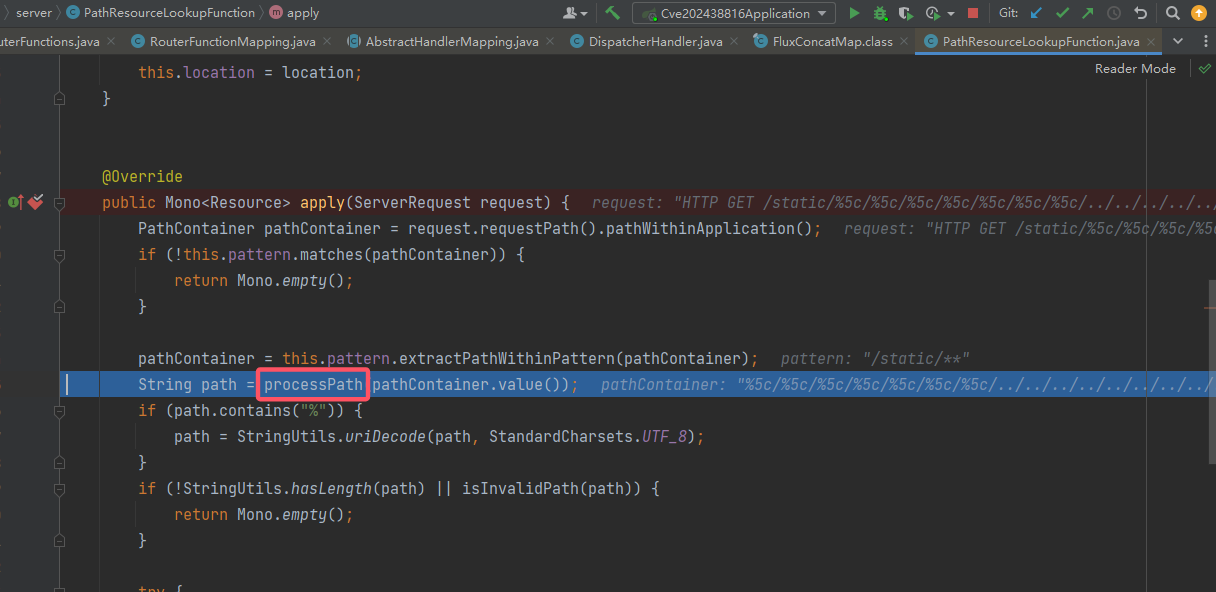 server PathResourceLookupFunction apply Cve202438816Application Git:
uterFunctions.java RouterFunctionMapping.java AbstractHandlerMapping.java DispatcherHandler.java FluxConcatMap.class PathResourceLookupFunction.java
Reader Mode
this.location = location;
}
@Override
public Mono<Resource> apply(ServerRequest request) { request: "HTTP GET /static/%5c/%5c/%5c/%5c/%5c/%5c/%5c/../../../../../
PathContainer pathContainer = request.requestPath().pathWithinApplication(); request: "HTTP GET /static/%5c/%5c/%5c/%5
if (!this.pattern.matches(pathContainer)) {
return Mono.empty();
}
pathContainer = this.pattern.extractPathWithinPattern(pathContainer); pattern: "/static/**"
String path = processPath pathContainer.value()); pathContainer: "%5c/%5c/%5c/%5c/%5c/%5c/%5c/../../../../../../../../
if (path.contains("%")) {
path = StringUtils.uriDecode(path, StandardCharsets.UTF_8);
}
if (!StringUtils.hasLength(path) || isInvalidPath(path)) {
return Mono.empty();
}
try {